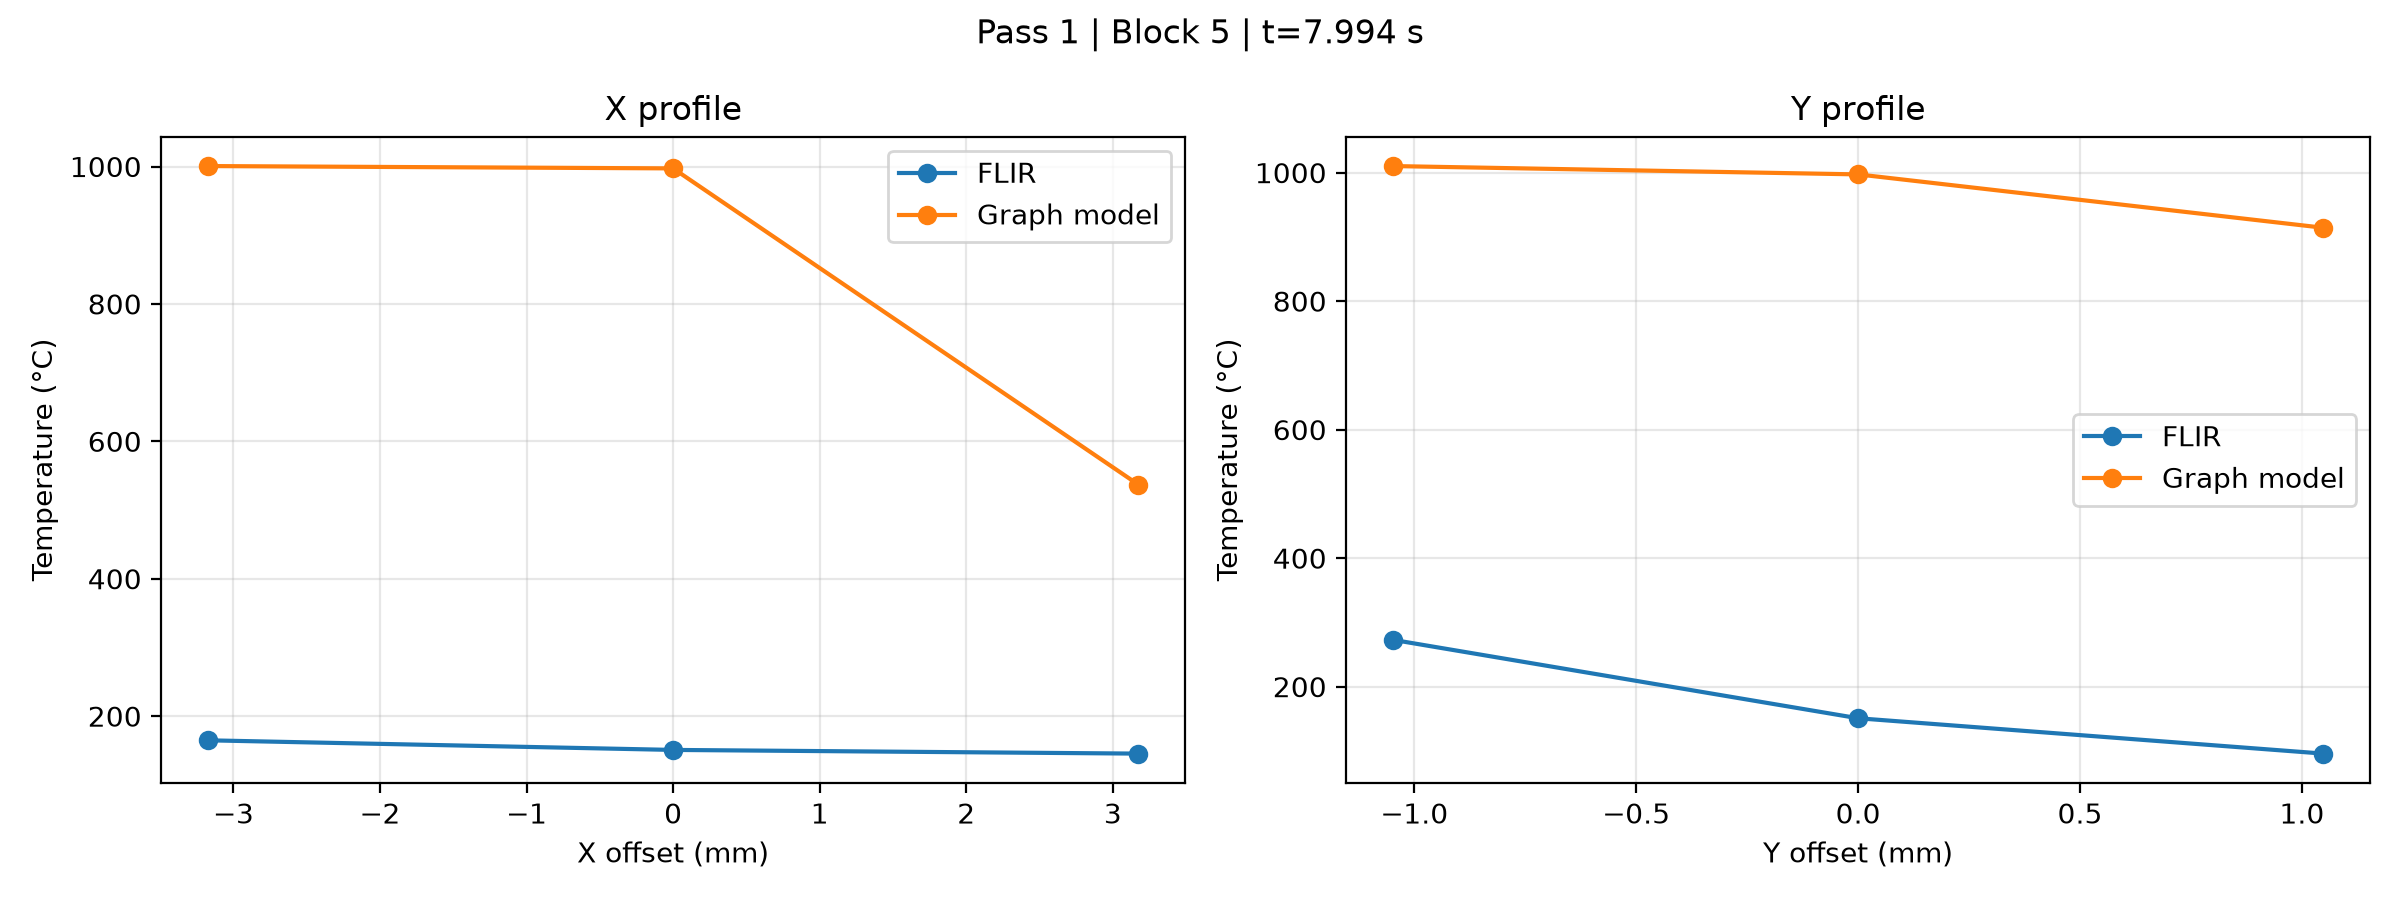 Pass 1 | Block 5 | t=7.994 s
X profile
1000
800
600
400
200
Temperature (°C)
−3
−2
−1
0
1
2
3
X offset (mm)
FLIR
Graph model
Y profile
1000
800
600
400
200
Temperature (°C)
−1.0
−0.5
0.0
0.5
1.0
Y offset (mm)
FLIR
Graph model